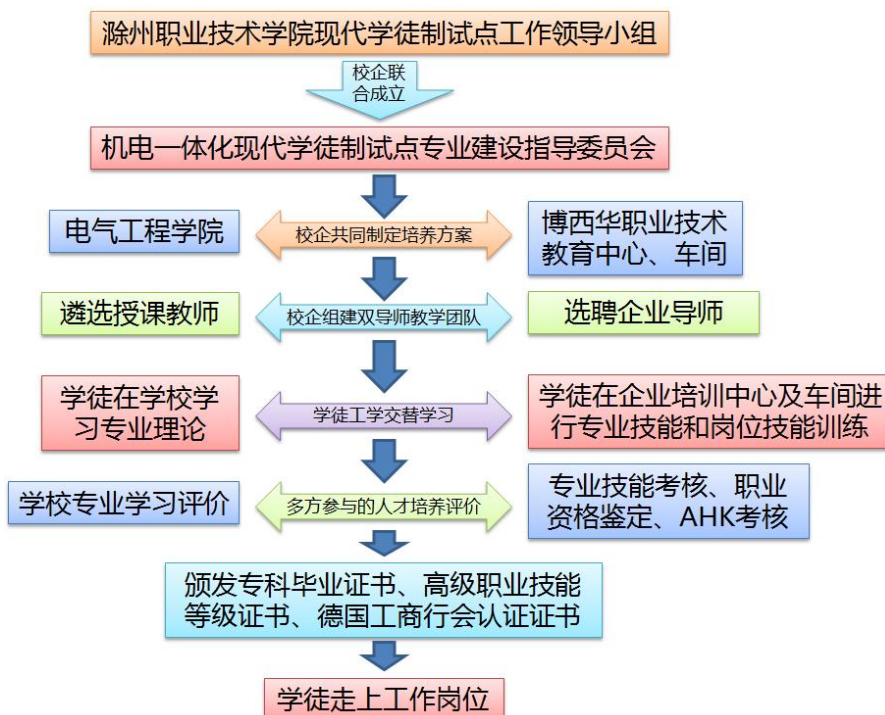 滁州职业技术学院现代学徒制试点工作领导小组
校企联
合成立
机电一体化现代学徒制试点专业建设指导委员会
电气工程学院
校企共同制定培养方案
博西华职业技术
教育中心、车间
遴选授课教师
校企组建双导师教学团队
选聘企业导师
学徒在学校学
习专业理论
学徒工学交替学习
学徒在企业培训中心及车间进
行专业技能和岗位技能训练
学校专业学习评价
多方参与的人才培养评价
专业技能考核、职业
资格鉴定、AHK考核
颁发专科毕业证书、高级职业技能
等级证书、德国工商行会认证证书
学徒走上工作岗位